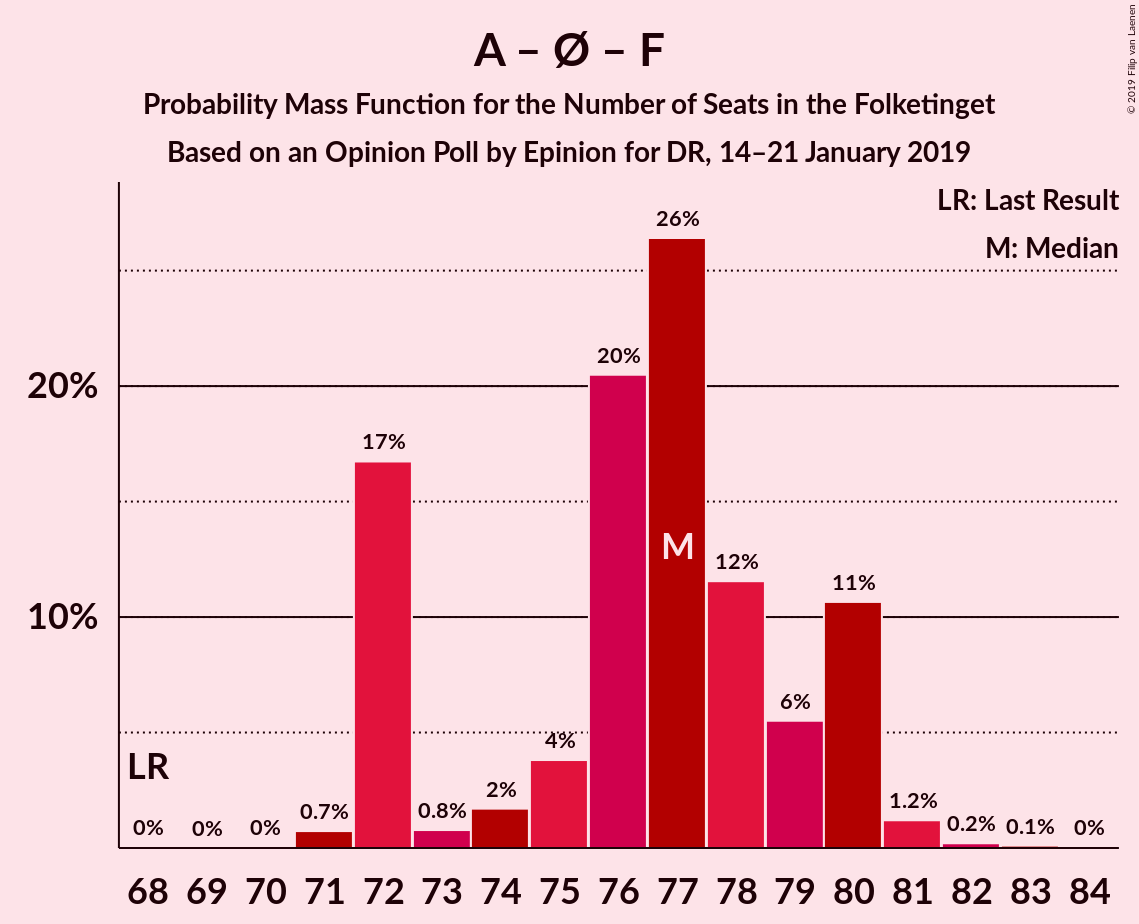 A – Ø – F
Probability Mass Function for the Number of Seats in the Folketinget
Based on an Opinion Poll by Epinion for DR, 14–21 January 2019
© 2019 Filip van Laenen
LR: Last Result
M: Median
20%
10%
LR
M
0%
0%
0%
0.7%
17%
0.8%
2%
4%
20%
26%
12%
6%
11%
1.2%
0.2%
0.1%
0%
68 69 70 71 72 73 74 75 76 77 78 79 80 81 82 83 84